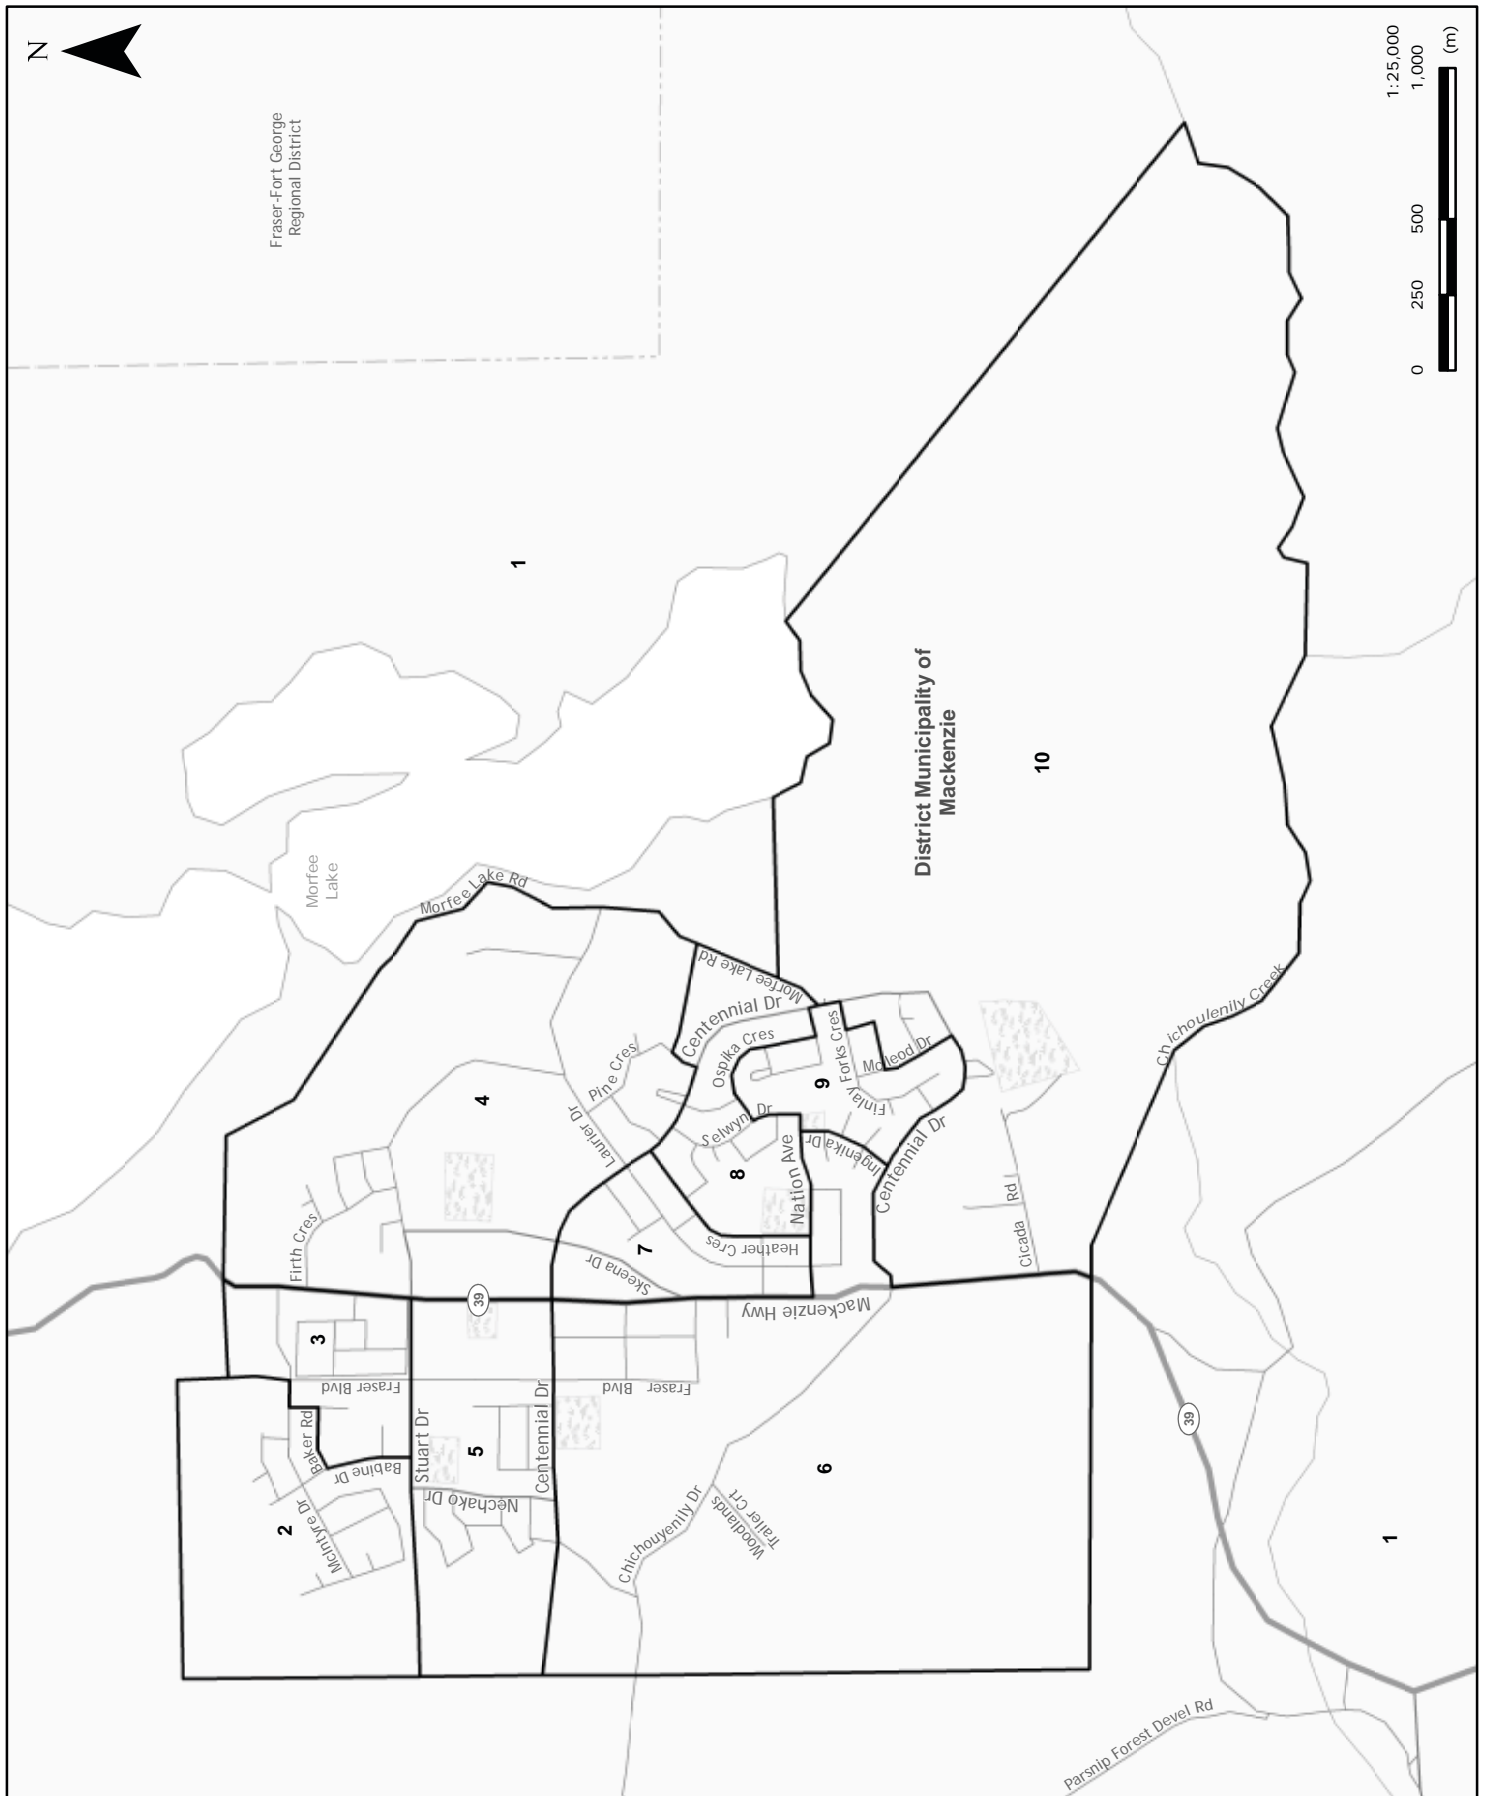 N
Fraser-Fort George
Regional District
1:25,000
0
250
500
1,000
(m)
1
Morfee
Lake
Morfee Lake Rd
District Municipality of
Mackenzie
10
Morfee Lake Rd
Centennial Dr
Ospika Cres
Pine Cres
Laurier Dr
4
Firth Cres
Selwyn Dr
Finlay Forks Cres
Mcleod Dr
9
Finlay
Ingenika Dr
Nation Ave
8
Centennial Dr
Chichoulenily Creek
Cicada Rd
Heather Cres
7
Skeena Dr
39
Mackenzie Hwy
3
Fraser Blvd
Fraser Blvd
Baker Rd
Babine Dr
Stuart Dr
5
Centennial Dr
Nechako Dr
McIntyre Dr
2
6
Chichouyenily Dr
Woodlands
Trailer Crt
39
1
Parsnip Forest Devel Rd